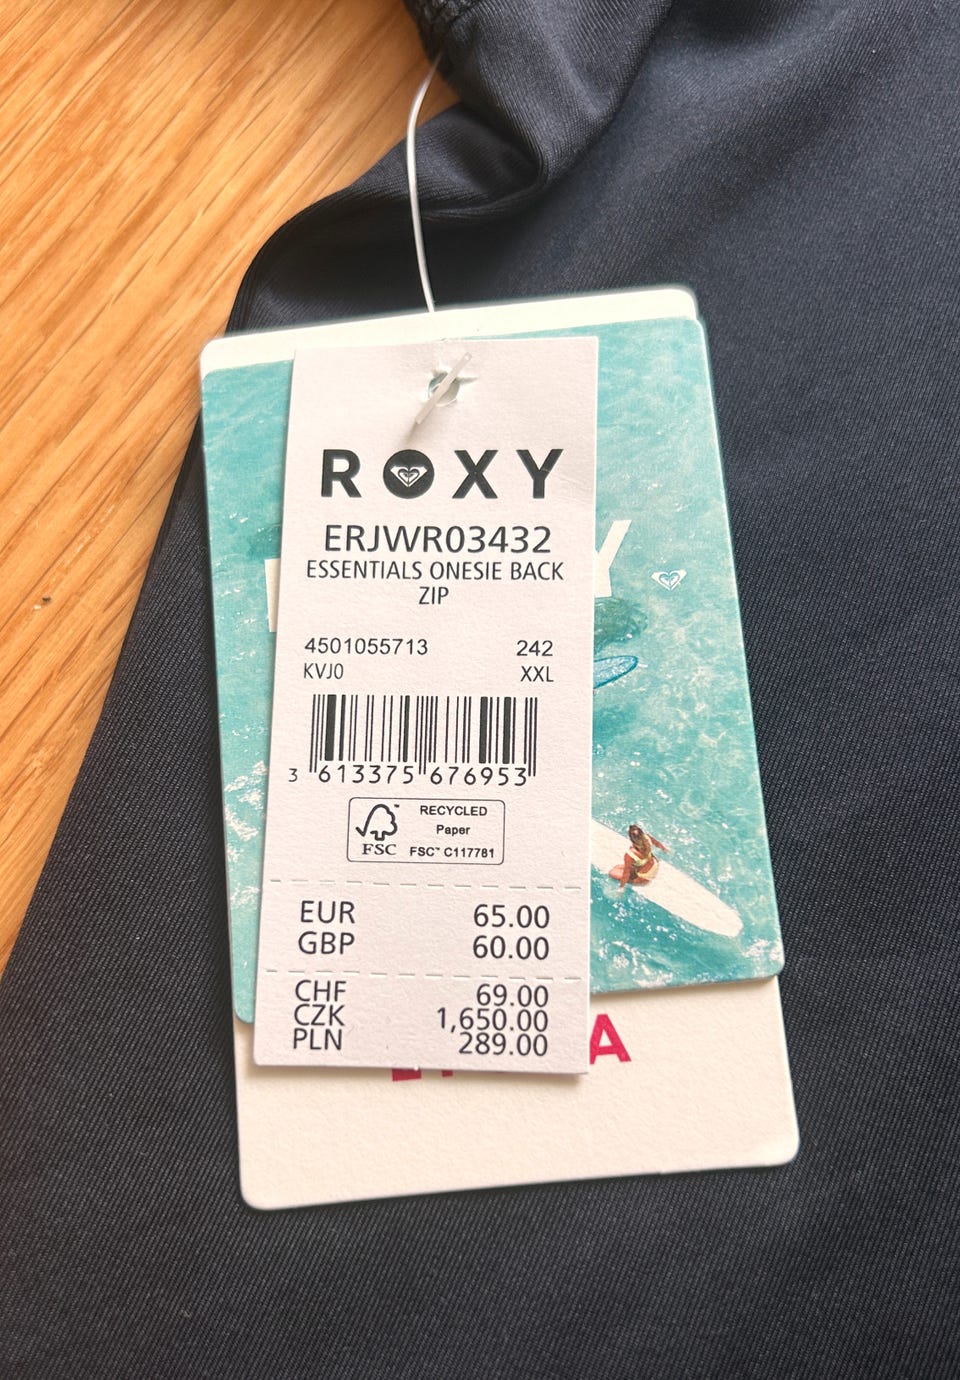 ROXY
ERJWR03432
ESSENTIALS ONESIE BACK
ZIP
4501055713 242
KVJ0 XXL
3 613375 676953
FSC™
RECYCLED
Paper
FSC™ C117781
EUR 65.00
GBP 60.00
CHF 69.00
CZK 1,650.00
PLN 289.00